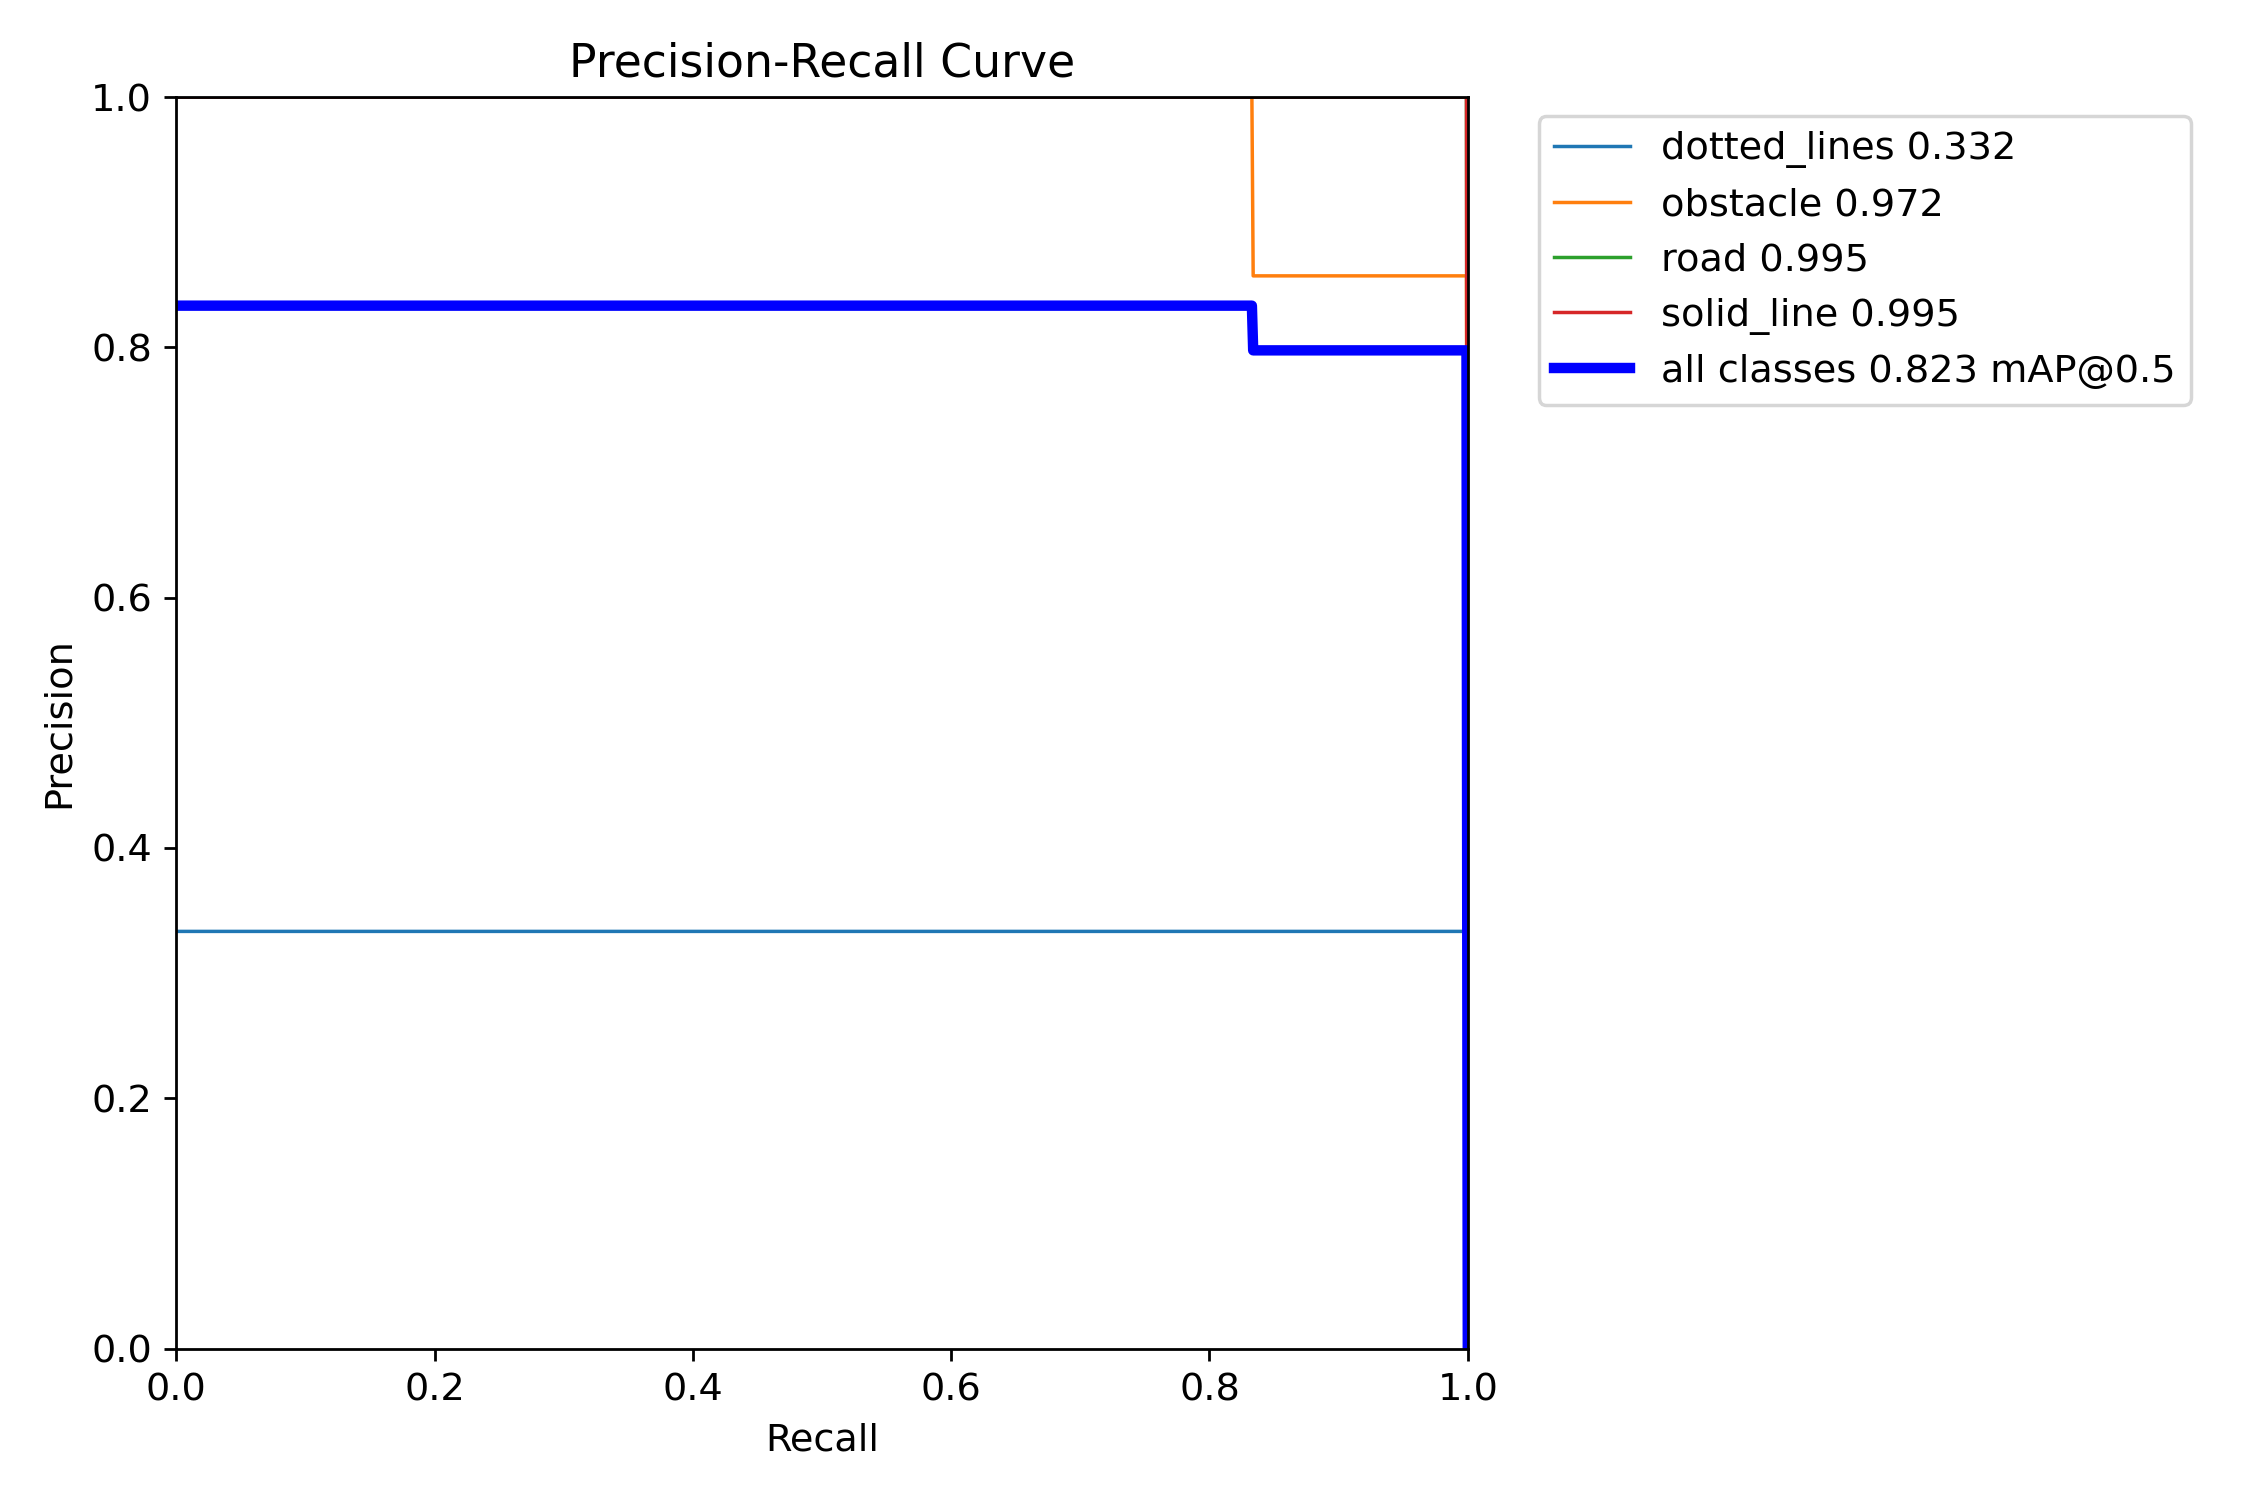 Precision-Recall Curve
1.0
0.8
0.6
0.4
0.2
0.0
Precision
0.0 0.2 0.4 0.6 0.8 1.0
Recall
dotted_lines 0.332
obstacle 0.972
road 0.995
solid_line 0.995
all classes 0.823 mAP@0.5